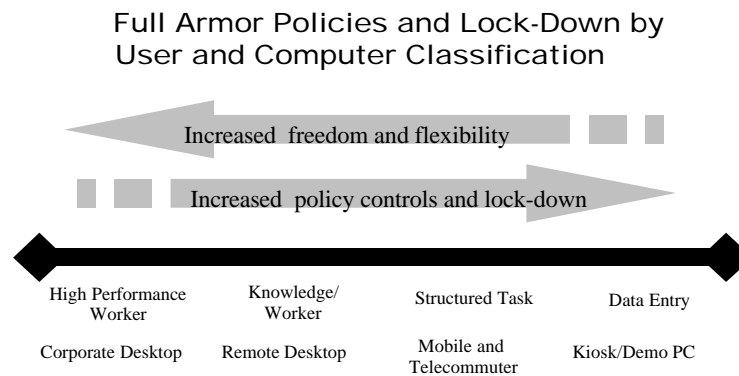 Full Armor Policies and Lock-Down by
User and Computer Classification
Increased freedom and flexibility
Increased policy controls and lock-down
High Performance
Worker
Knowledge/
Worker
Structured Task
Data Entry
Corporate Desktop
Remote Desktop
Mobile and
Telecommuter
Kiosk/Demo PC